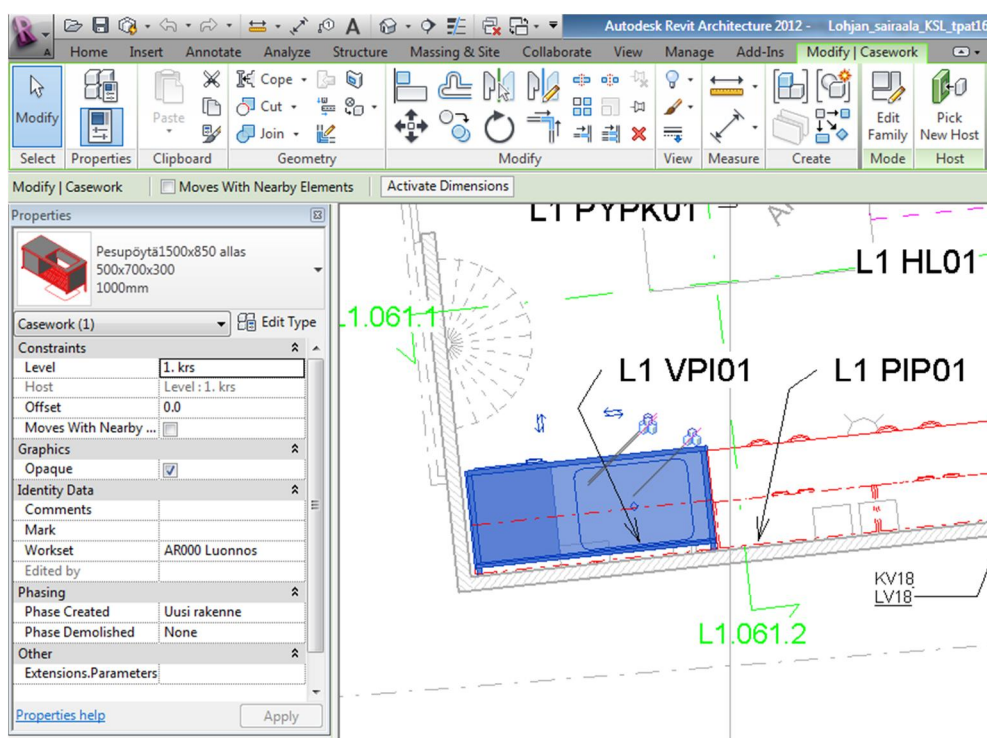 Autodesk Revit Architecture 2012 - Lohjan_sairaala_KSL_tpat16
Home Insert Annotate Analyze Structure Massing & Site Collaborate View Manage Add-Ins Modify | Casework
Modify
Paste
Cope
Cut
Join
Edit
Family
Pick
New Host
Select Properties Clipboard Geometry Modify View Measure Create Mode Host
Modify | Casework Moves With Nearby Elements Activate Dimensions
Properties
Pesupöytä1500x850 allas
500x700x300
1000mm
Casework (1) Edit Type
Constraints
Level 1. krs
Host Level : 1. krs
Offset 0.0
Moves With Nearby ...
Graphics
Opaque
Identity Data
Comments
Mark
Workset AR000 Luonnos
Edited by
Phasing
Phase Created Uusi rakenne
Phase Demolished None
Other
Extensions.Parameters
Properties help Apply
L1 PYPK01
L1 HL01
L1.061.1
L1 VPI01
L1 PIP01
KV18
LV18
L1.061.2